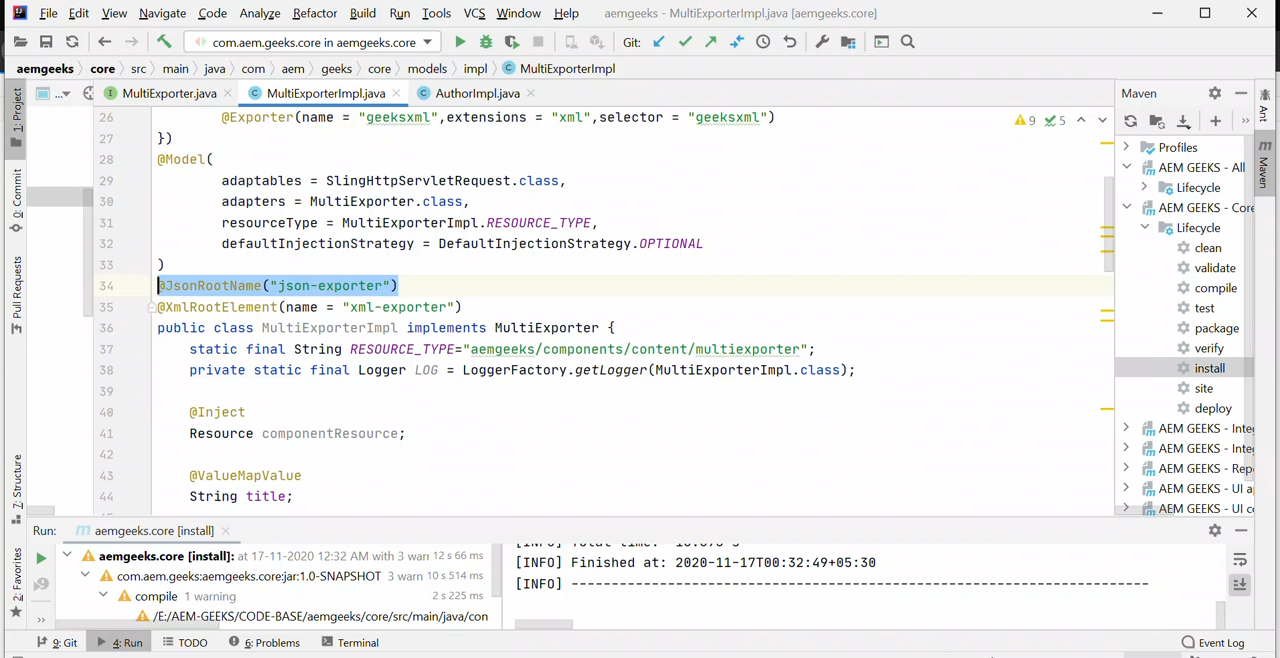 File Edit View Navigate Code Analyze Refactor Build Run Tools VCS Window Help aemgeeks - MultiExporterImpl.java [aemgeeks.core]
com.aem.geeks.core in aemgeeks.core Git:
aemgeeks core src main java com aem geeks core models impl MultiExporterImpl
1: Project
0: Commit
Pull Requests
7: Structure
2: Favorites
... MultiExporter.java MultiExporterImpl.java AuthorImpl.java
9 5
26 @Exporter(name = "geeksxml",extensions = "xml",selector = "geeksxml")
27 })
28 @Model(
29 adaptables = SlingHttpServletRequest.class,
30 adapters = MultiExporter.class,
31 resourceType = MultiExporterImpl.RESOURCE_TYPE,
32 defaultInjectionStrategy = DefaultInjectionStrategy.OPTIONAL
33 )
34 @JsonRootName("json-exporter")
35 @XmlRootElement(name = "xml-exporter")
36 public class MultiExporterImpl implements MultiExporter {
37 static final String RESOURCE_TYPE="aemgeeks/components/content/multiexporter";
38 private static final Logger LOG = LoggerFactory.getLogger(MultiExporterImpl.class);
39
40 @Inject
41 Resource componentResource;
42
43 @ValueMapValue
44 String title;
Maven
Profiles
AEM GEEKS - All
Lifecycle
AEM GEEKS - Core
Lifecycle
clean
validate
compile
test
package
verify
install
site
deploy
AEM GEEKS - Inte
AEM GEEKS - Inte
AEM GEEKS - Rep
AEM GEEKS - UI a
AEM GEEKS - UI c
Ant
Maven
Run: aemgeeks.core [install]
aemgeeks.core [install]: at 17-11-2020 12:32 AM with 3 warn 12 s 66 ms
com.aem.geeks:aemgeeks.core:jar:1.0-SNAPSHOT 3 warn 10 s 514 ms
compile 1 warning 2 s 225 ms
/E:/AEM-GEEKS/CODE-BASE/aemgeeks/core/src/main/java/con
[INFO] Finished at: 2020-11-17T00:32:49+05:30
[INFO] ------------------------------------------------------------------------
9: Git 4: Run TODO 6: Problems Terminal Event Log